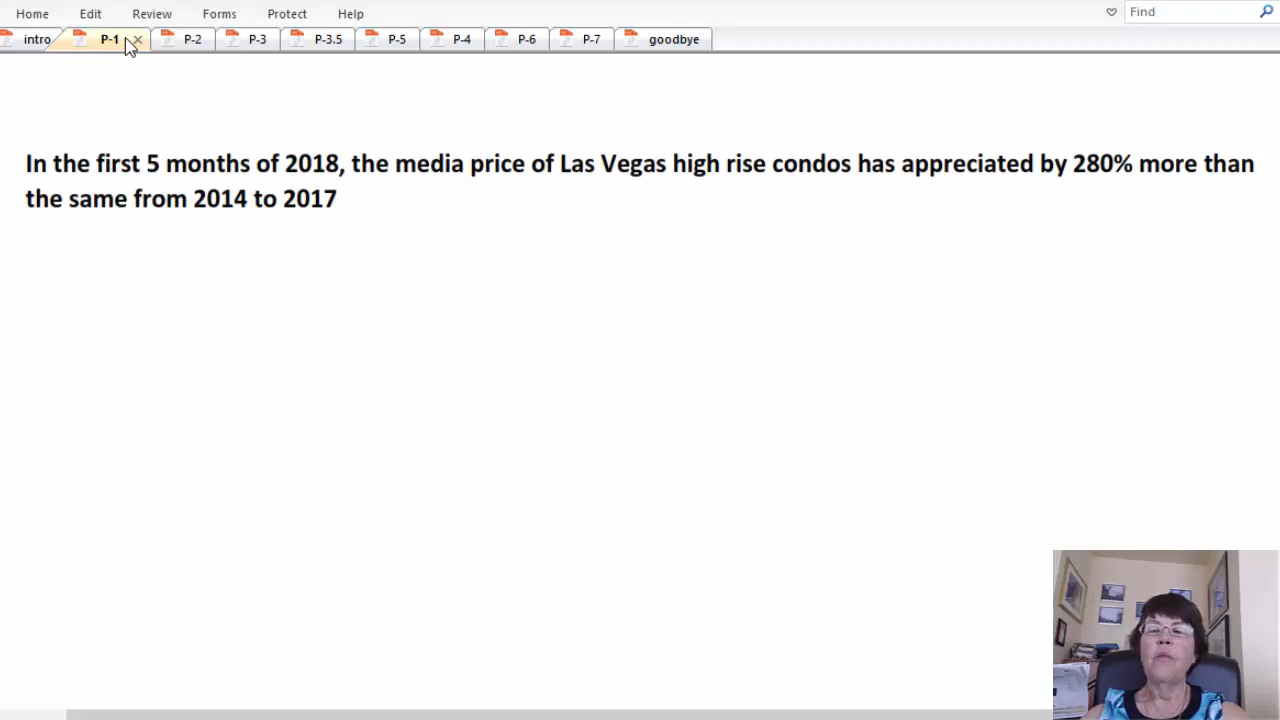 Home Edit Review Forms Protect Help Find
intro P-1 P-2 P-3 P-3.5 P-5 P-4 P-6 P-7 goodbye
In the first 5 months of 2018, the media price of Las Vegas high rise condos has appreciated by 280% more than
the same from 2014 to 2017